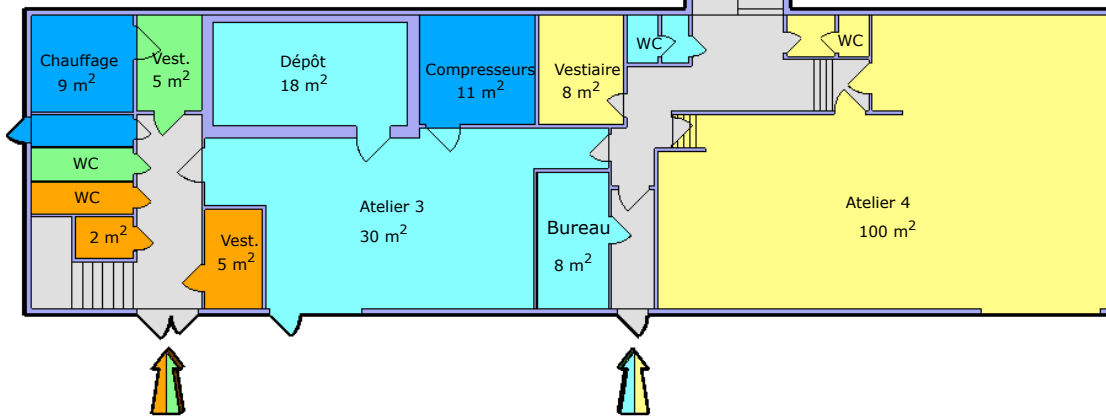 Chauffage
9 m²
Vest.
5 m²
Dépôt
18 m²
Compresseurs
11 m²
Vestiaire
8 m²
WC
WC
WC
WC
2 m²
Vest.
5 m²
Atelier 3
30 m²
Bureau
8 m²
Atelier 4
100 m²